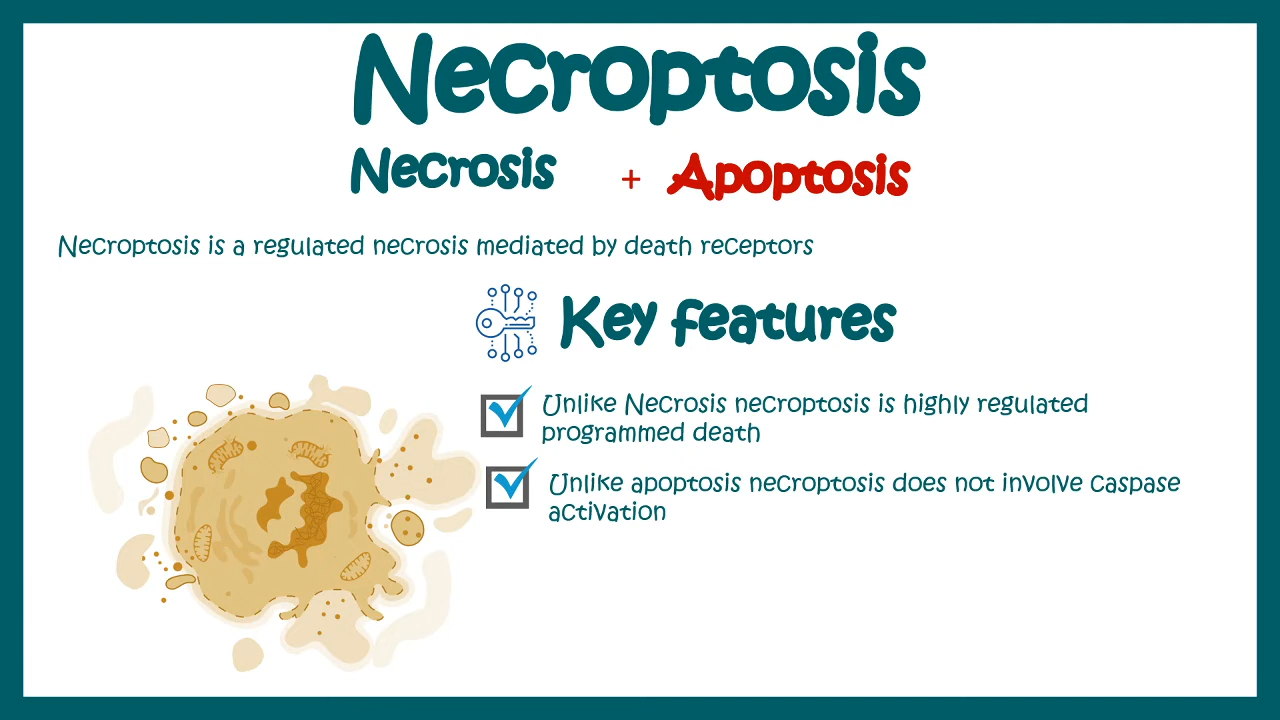 Necroptosis
Necrosis + Apoptosis
Necroptosis is a regulated necrosis mediated by death receptors
Key features
Unlike Necrosis necroptosis is highly regulated
programmed death
Unlike apoptosis necroptosis does not involve caspase
activation